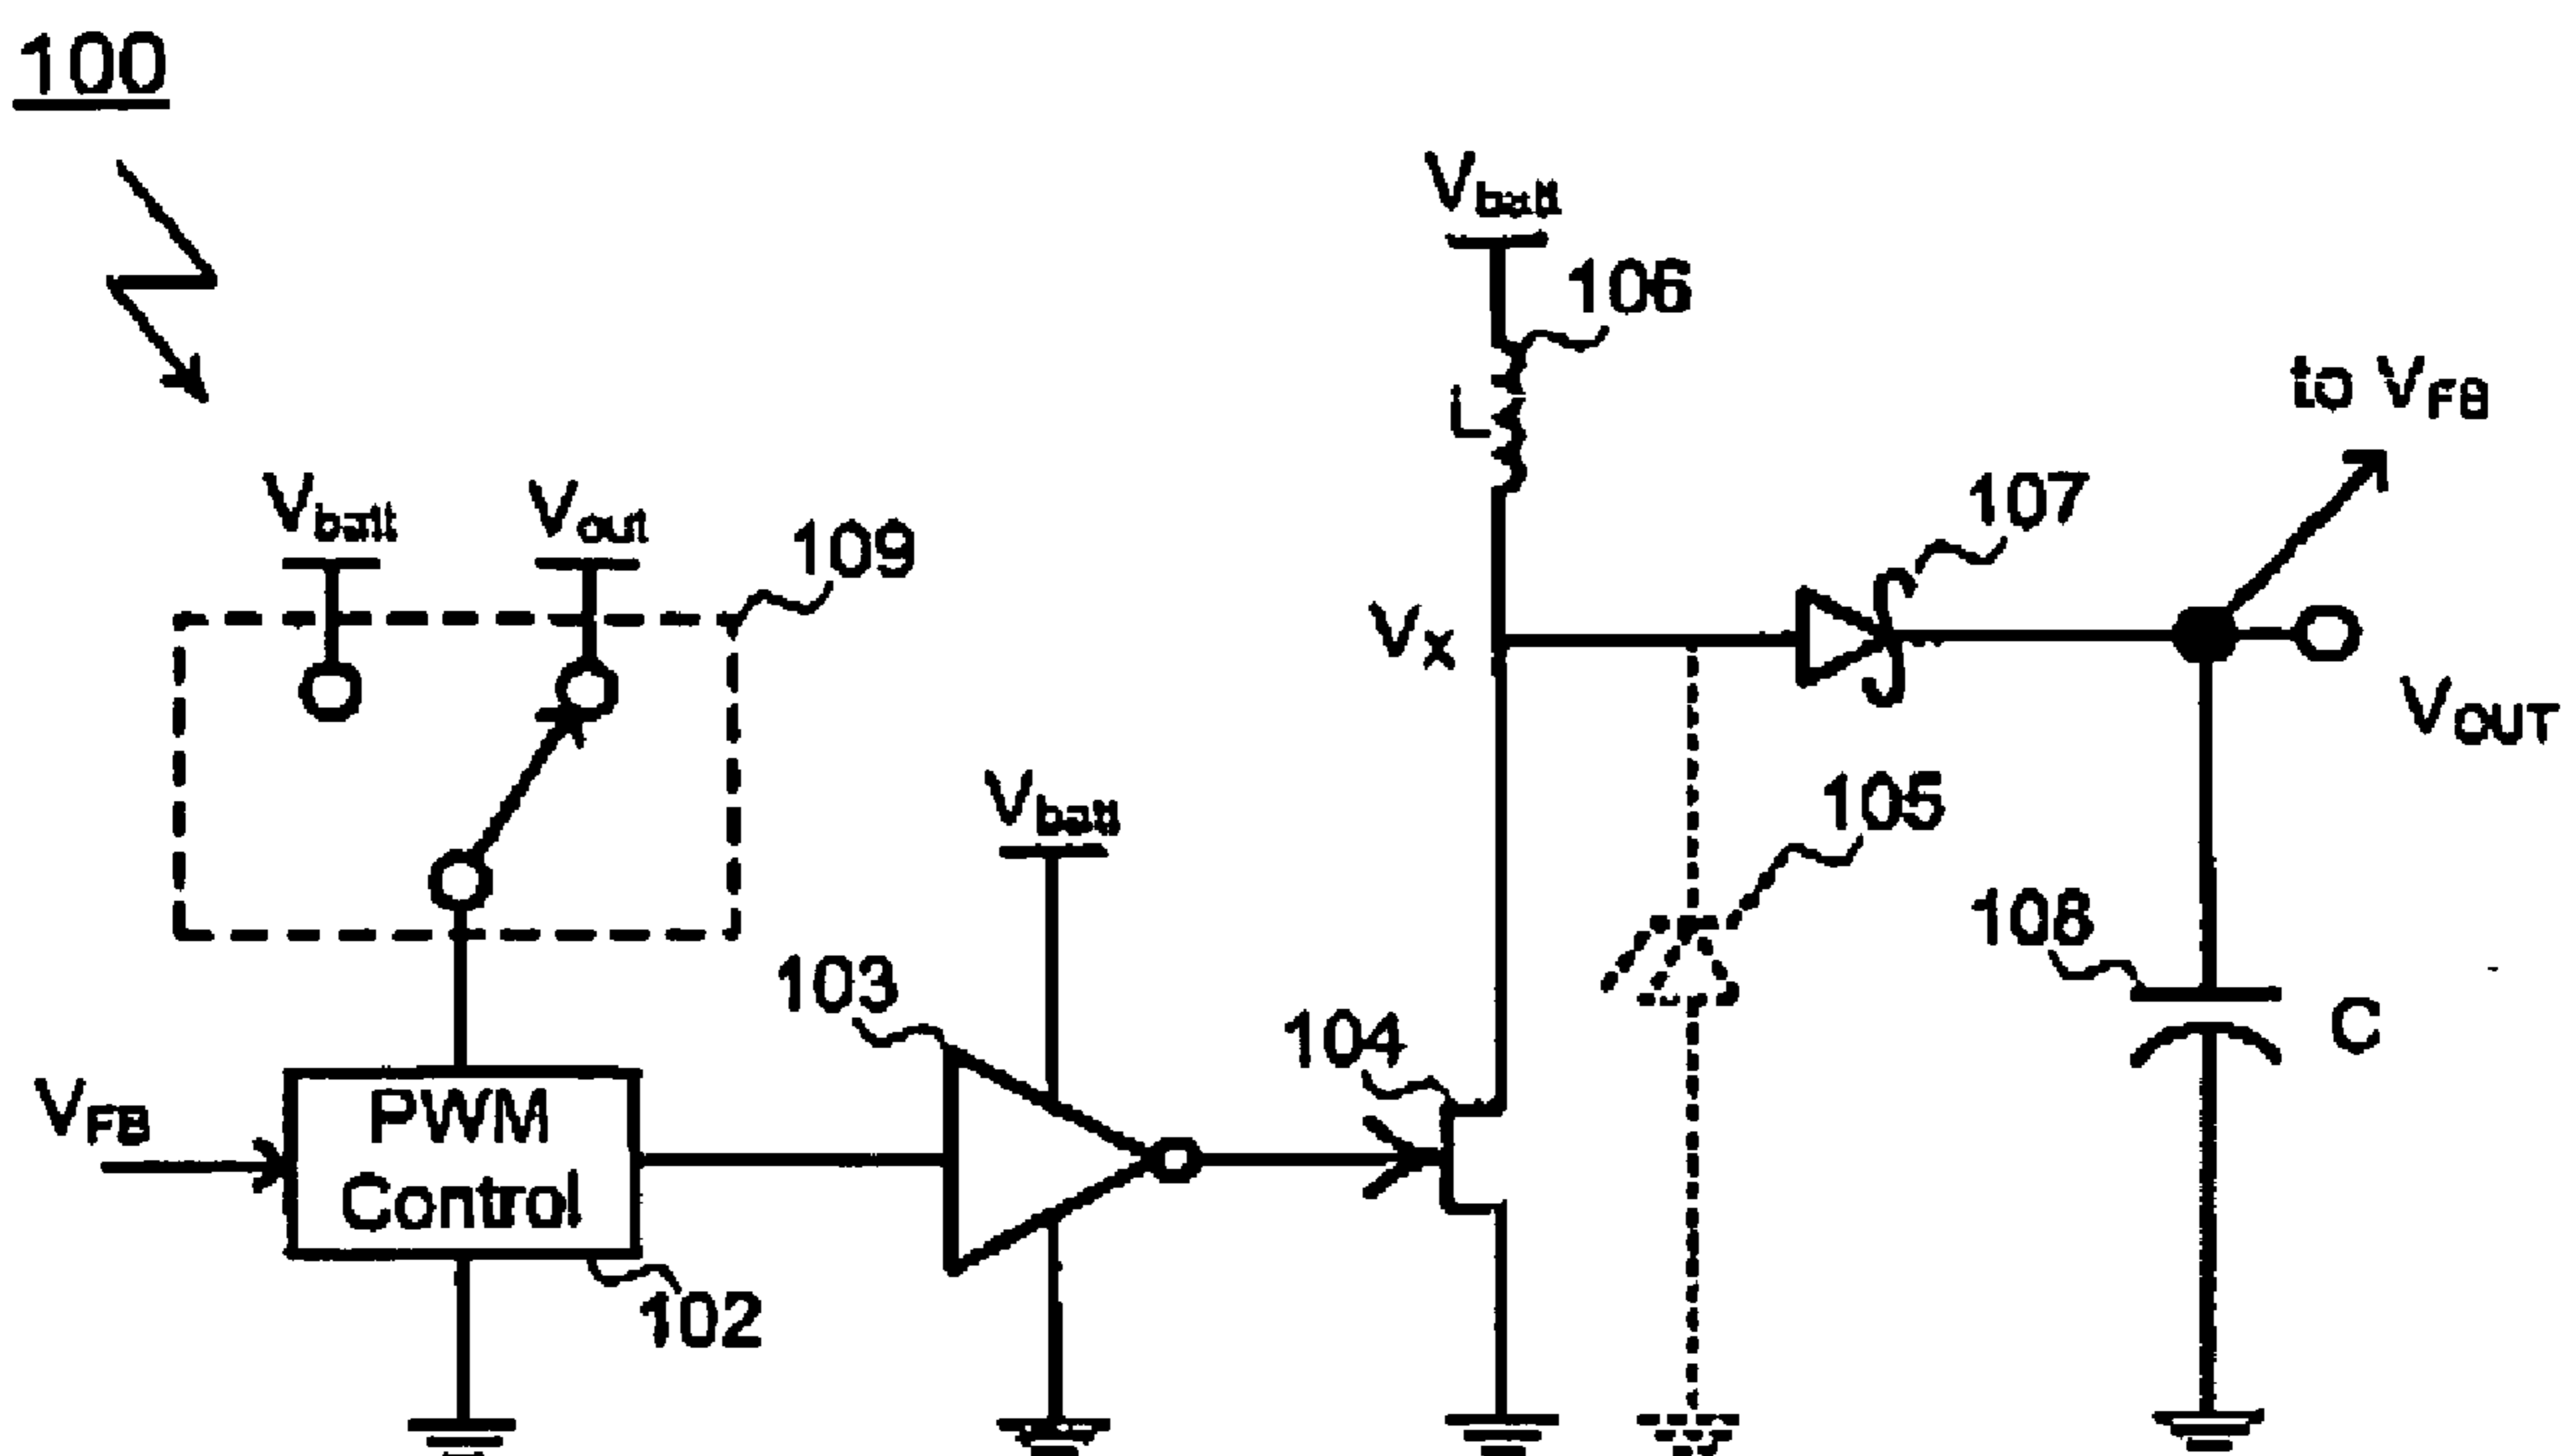 100
Vbatt
106
L
to VFB
Vbatt
Vout
109
107
VX
VOUT
Vbatt
105
103
108
104
C
VFB
PWM
Control
102